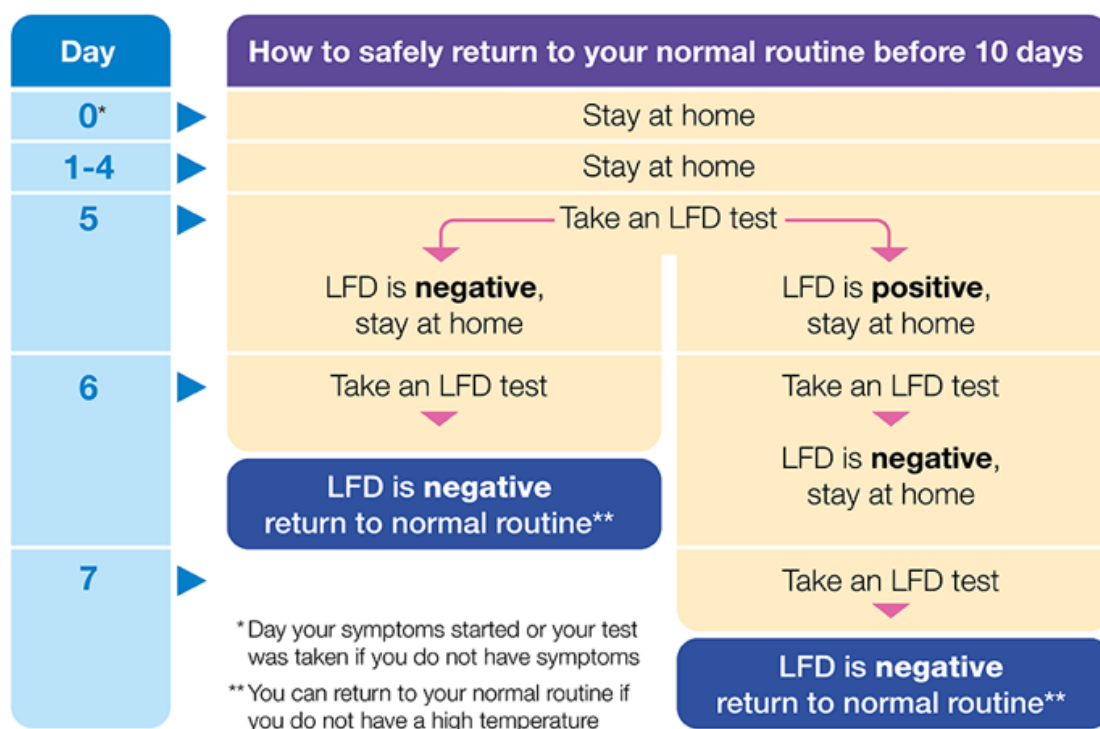 Day
How to safely return to your normal routine before 10 days
0*
Stay at home
1-4
Stay at home
5
Take an LFD test
LFD is negative,
stay at home
LFD is positive,
stay at home
6
Take an LFD test
Take an LFD test
LFD is negative,
stay at home
LFD is negative
return to normal routine**
7
Take an LFD test
LFD is negative
return to normal routine**
* Day your symptoms started or your test
was taken if you do not have symptoms
** You can return to your normal routine if
you do not have a high temperature